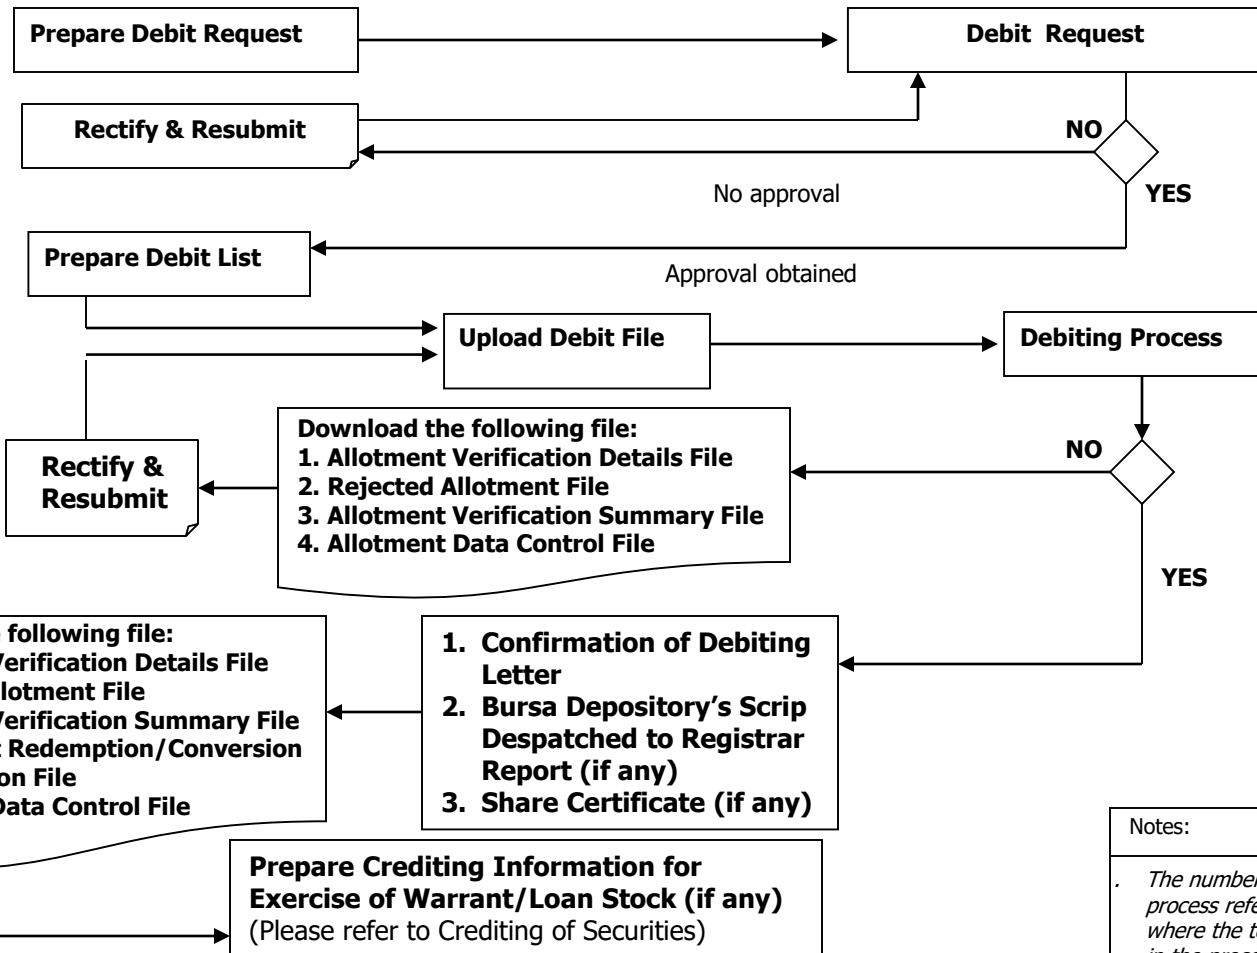 Prepare Debit Request
Debit Request
Rectify & Resubmit
NO
No approval
YES
Prepare Debit List
Approval obtained
Upload Debit File
Debiting Process
Download the following file:
1. Allotment Verification Details File
2. Rejected Allotment File
3. Allotment Verification Summary File
4. Allotment Data Control File
NO
Rectify &
Resubmit
YES
following file:
Verification Details File
lotment File
Verification Summary File
t Redemption/Conversion
on File
Data Control File
1. Confirmation of Debiting
Letter
2. Bursa Depository's Scrip
Despatched to Registrar
Report (if any)
3. Share Certificate (if any)
Prepare Crediting Information for
Exercise of Warrant/Loan Stock (if any)
(Please refer to Crediting of Securities)
Notes:
. The number
process refe
where the t